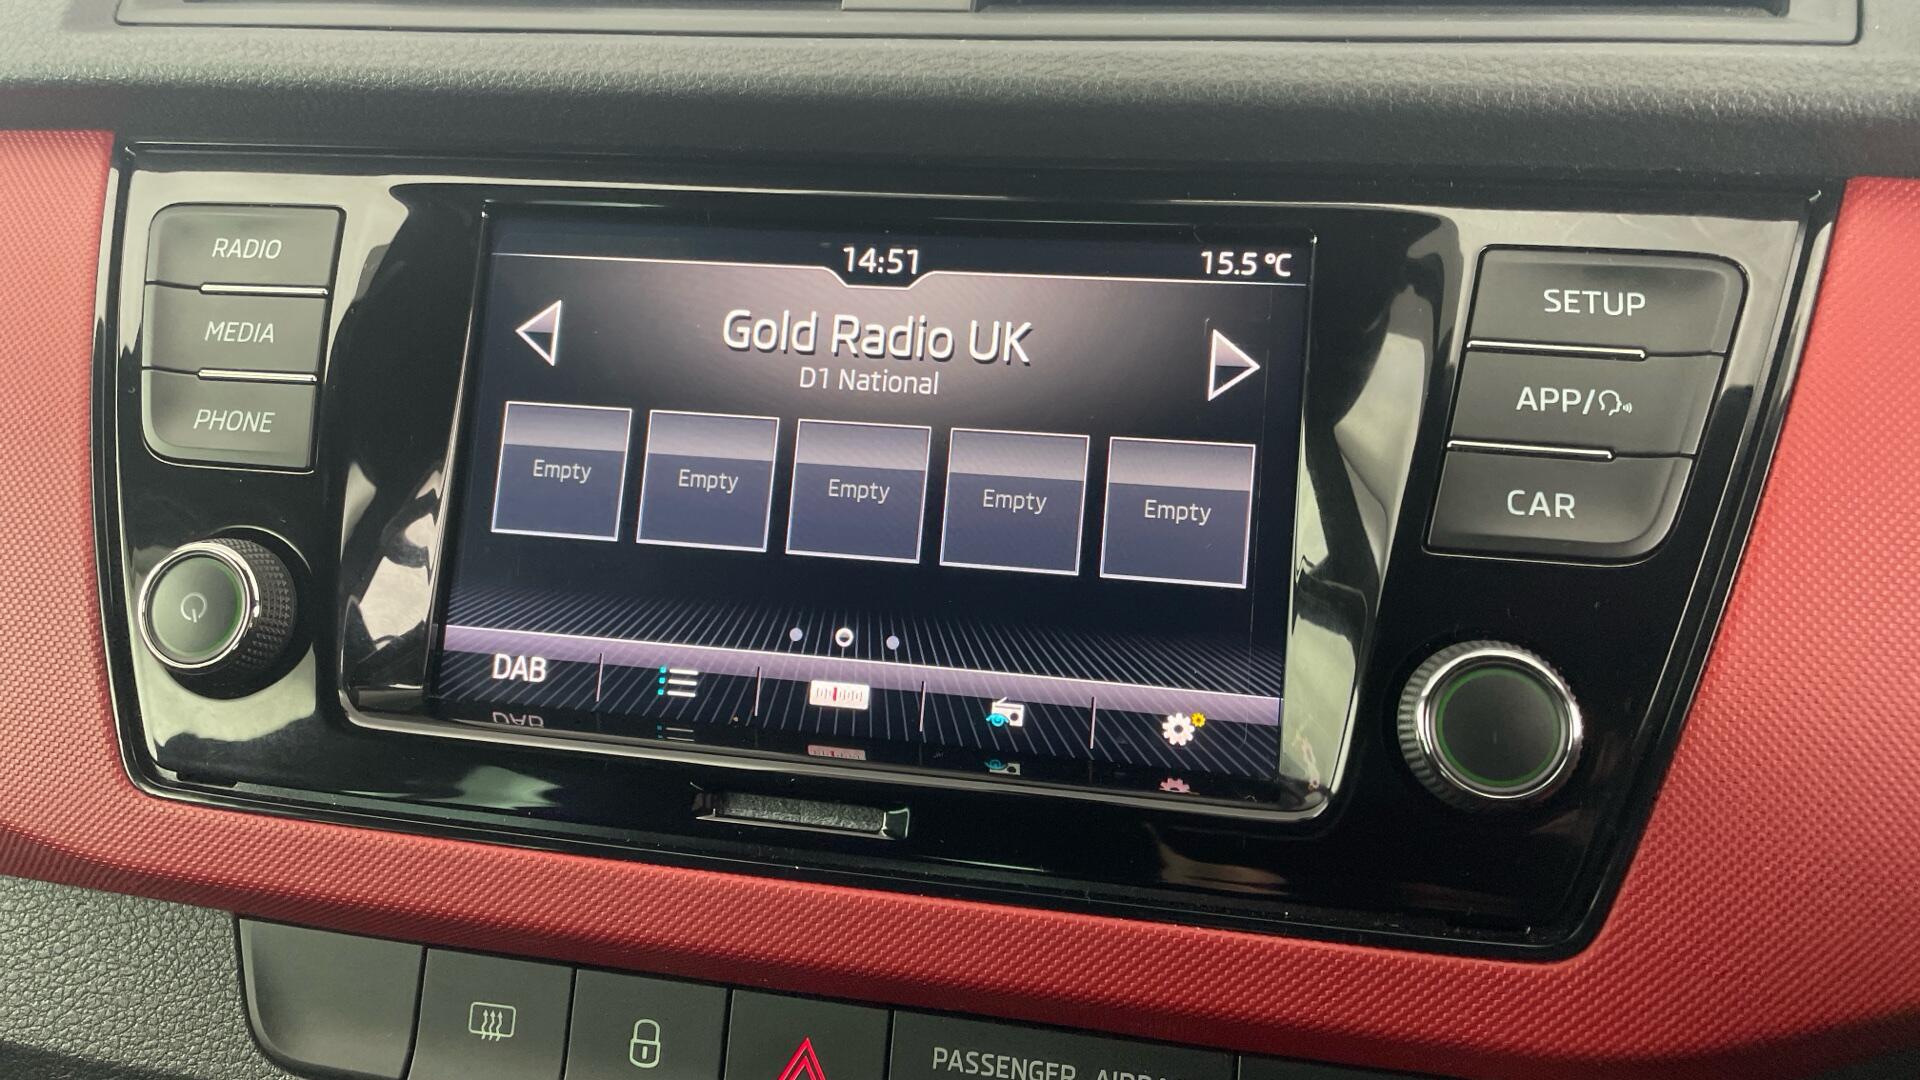 RADIO
MEDIA
PHONE
14:51
15.5 °C
Gold Radio UK
D1 National
Empty
Empty
Empty
Empty
Empty
DAB
SETUP
APP/
CAR
PASSENGER